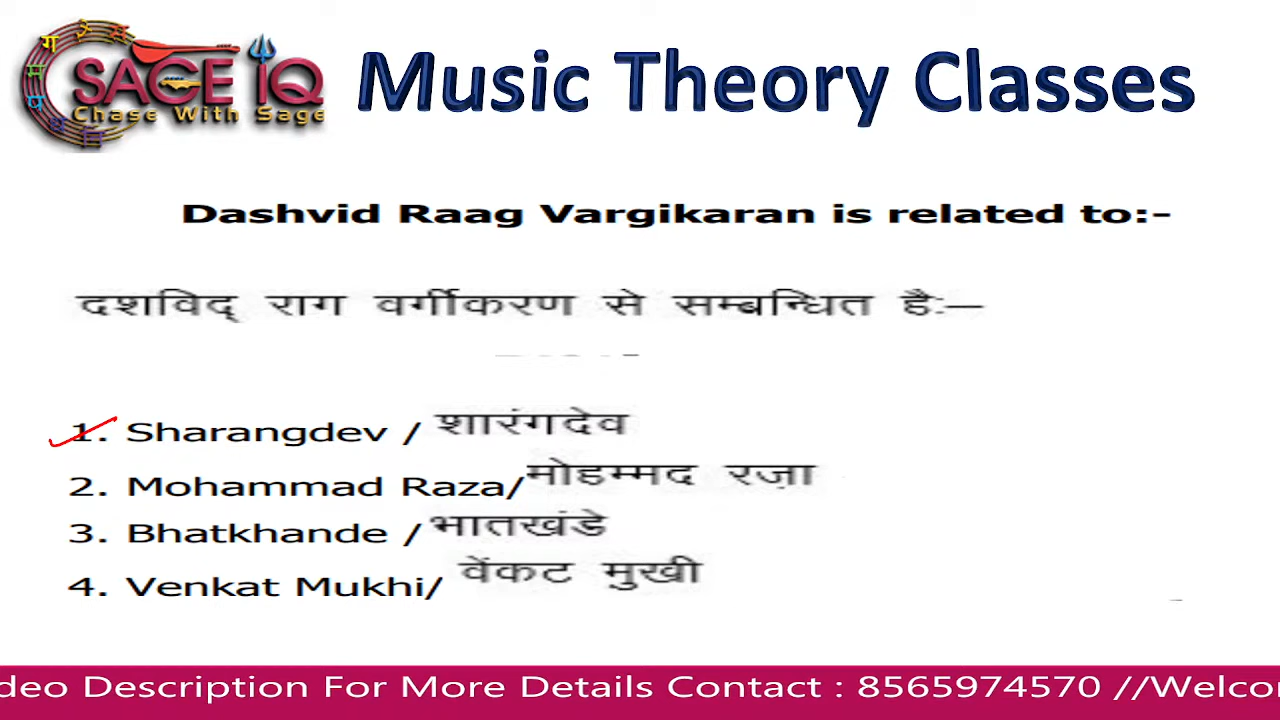 ग ३ स
म
प
SAGE IQ
Chase With Sage
Music Theory Classes
Dashvid Raag Vargikaran is related to:-
दशविद् राग वर्गीकरण से सम्बन्धित है:—
1. Sharangdev / शारंगदेव
2. Mohammad Raza/ मोहम्मद रज़ा
3. Bhatkhande / भातखंडे
4. Venkat Mukhi/ वेंकट मुखी
deo Description For More Details Contact : 8565974570 //Welco